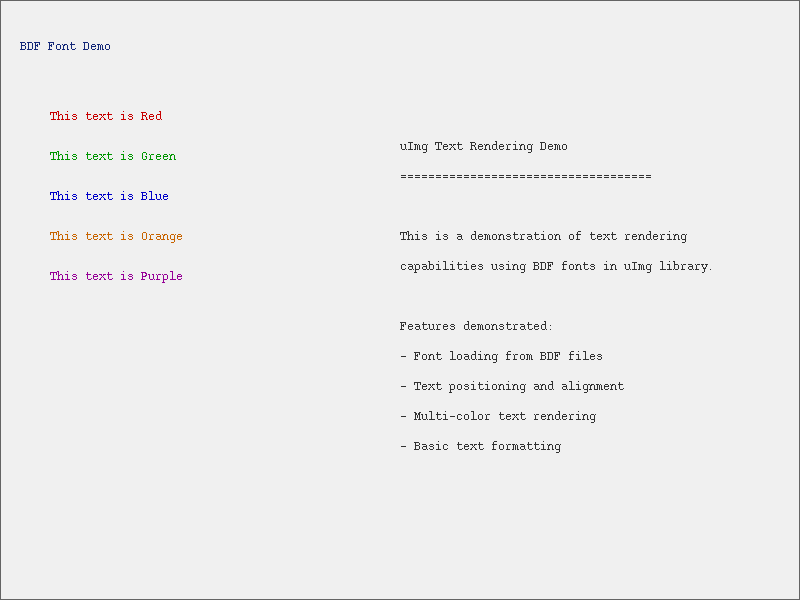 BDF Font Demo
This text is Red
This text is Green
This text is Blue
This text is Orange
This text is Purple
uImg Text Rendering Demo
====================================
This is a demonstration of text rendering
capabilities using BDF fonts in uImg library.
Features demonstrated:
- Font loading from BDF files
- Text positioning and alignment
- Multi-color text rendering
- Basic text formatting